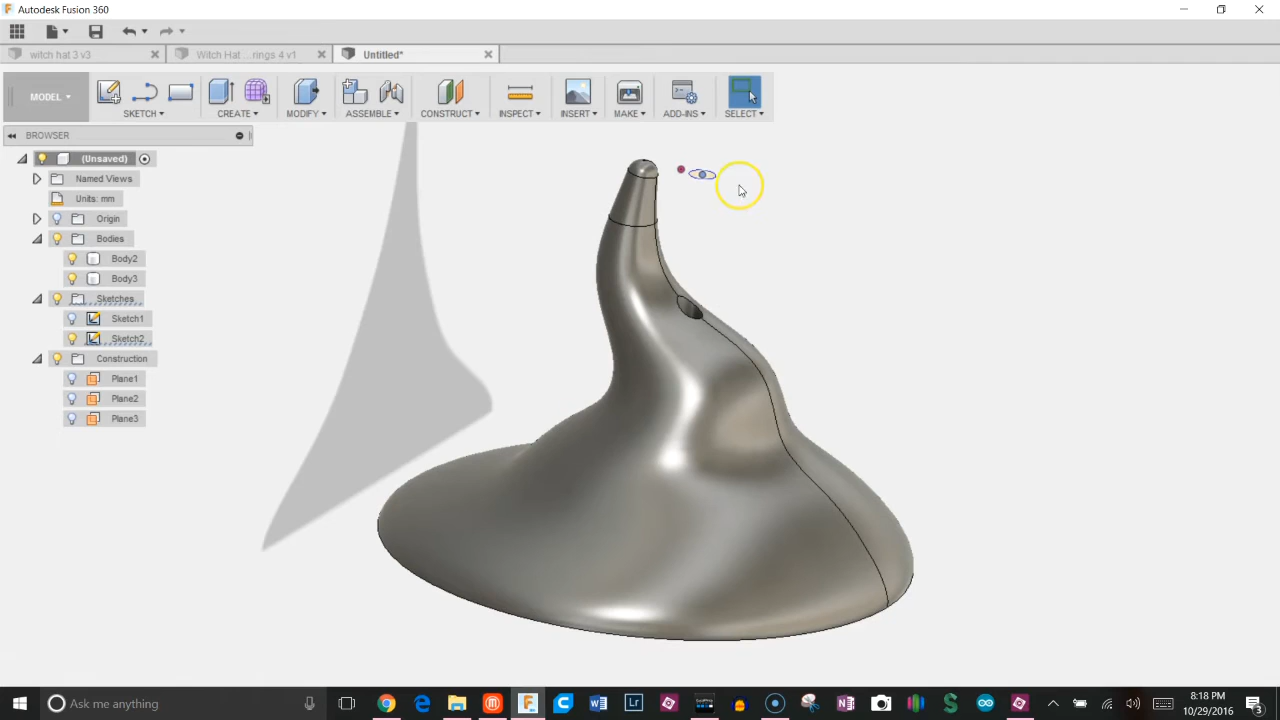 Autodesk Fusion 360
witch hat 3 v3
Witch Hat ... rings 4 v1
Untitled*
MODEL
SKETCH
CREATE
MODIFY
ASSEMBLE
CONSTRUCT
INSPECT
INSERT
MAKE
ADD-INS
SELECT
BROWSER
(Unsaved)
Named Views
Units: mm
Origin
Bodies
Body2
Body3
Sketches
Sketch1
Sketch2
Construction
Plane1
Plane2
Plane3
Ask me anything
8:18 PM
10/29/2016